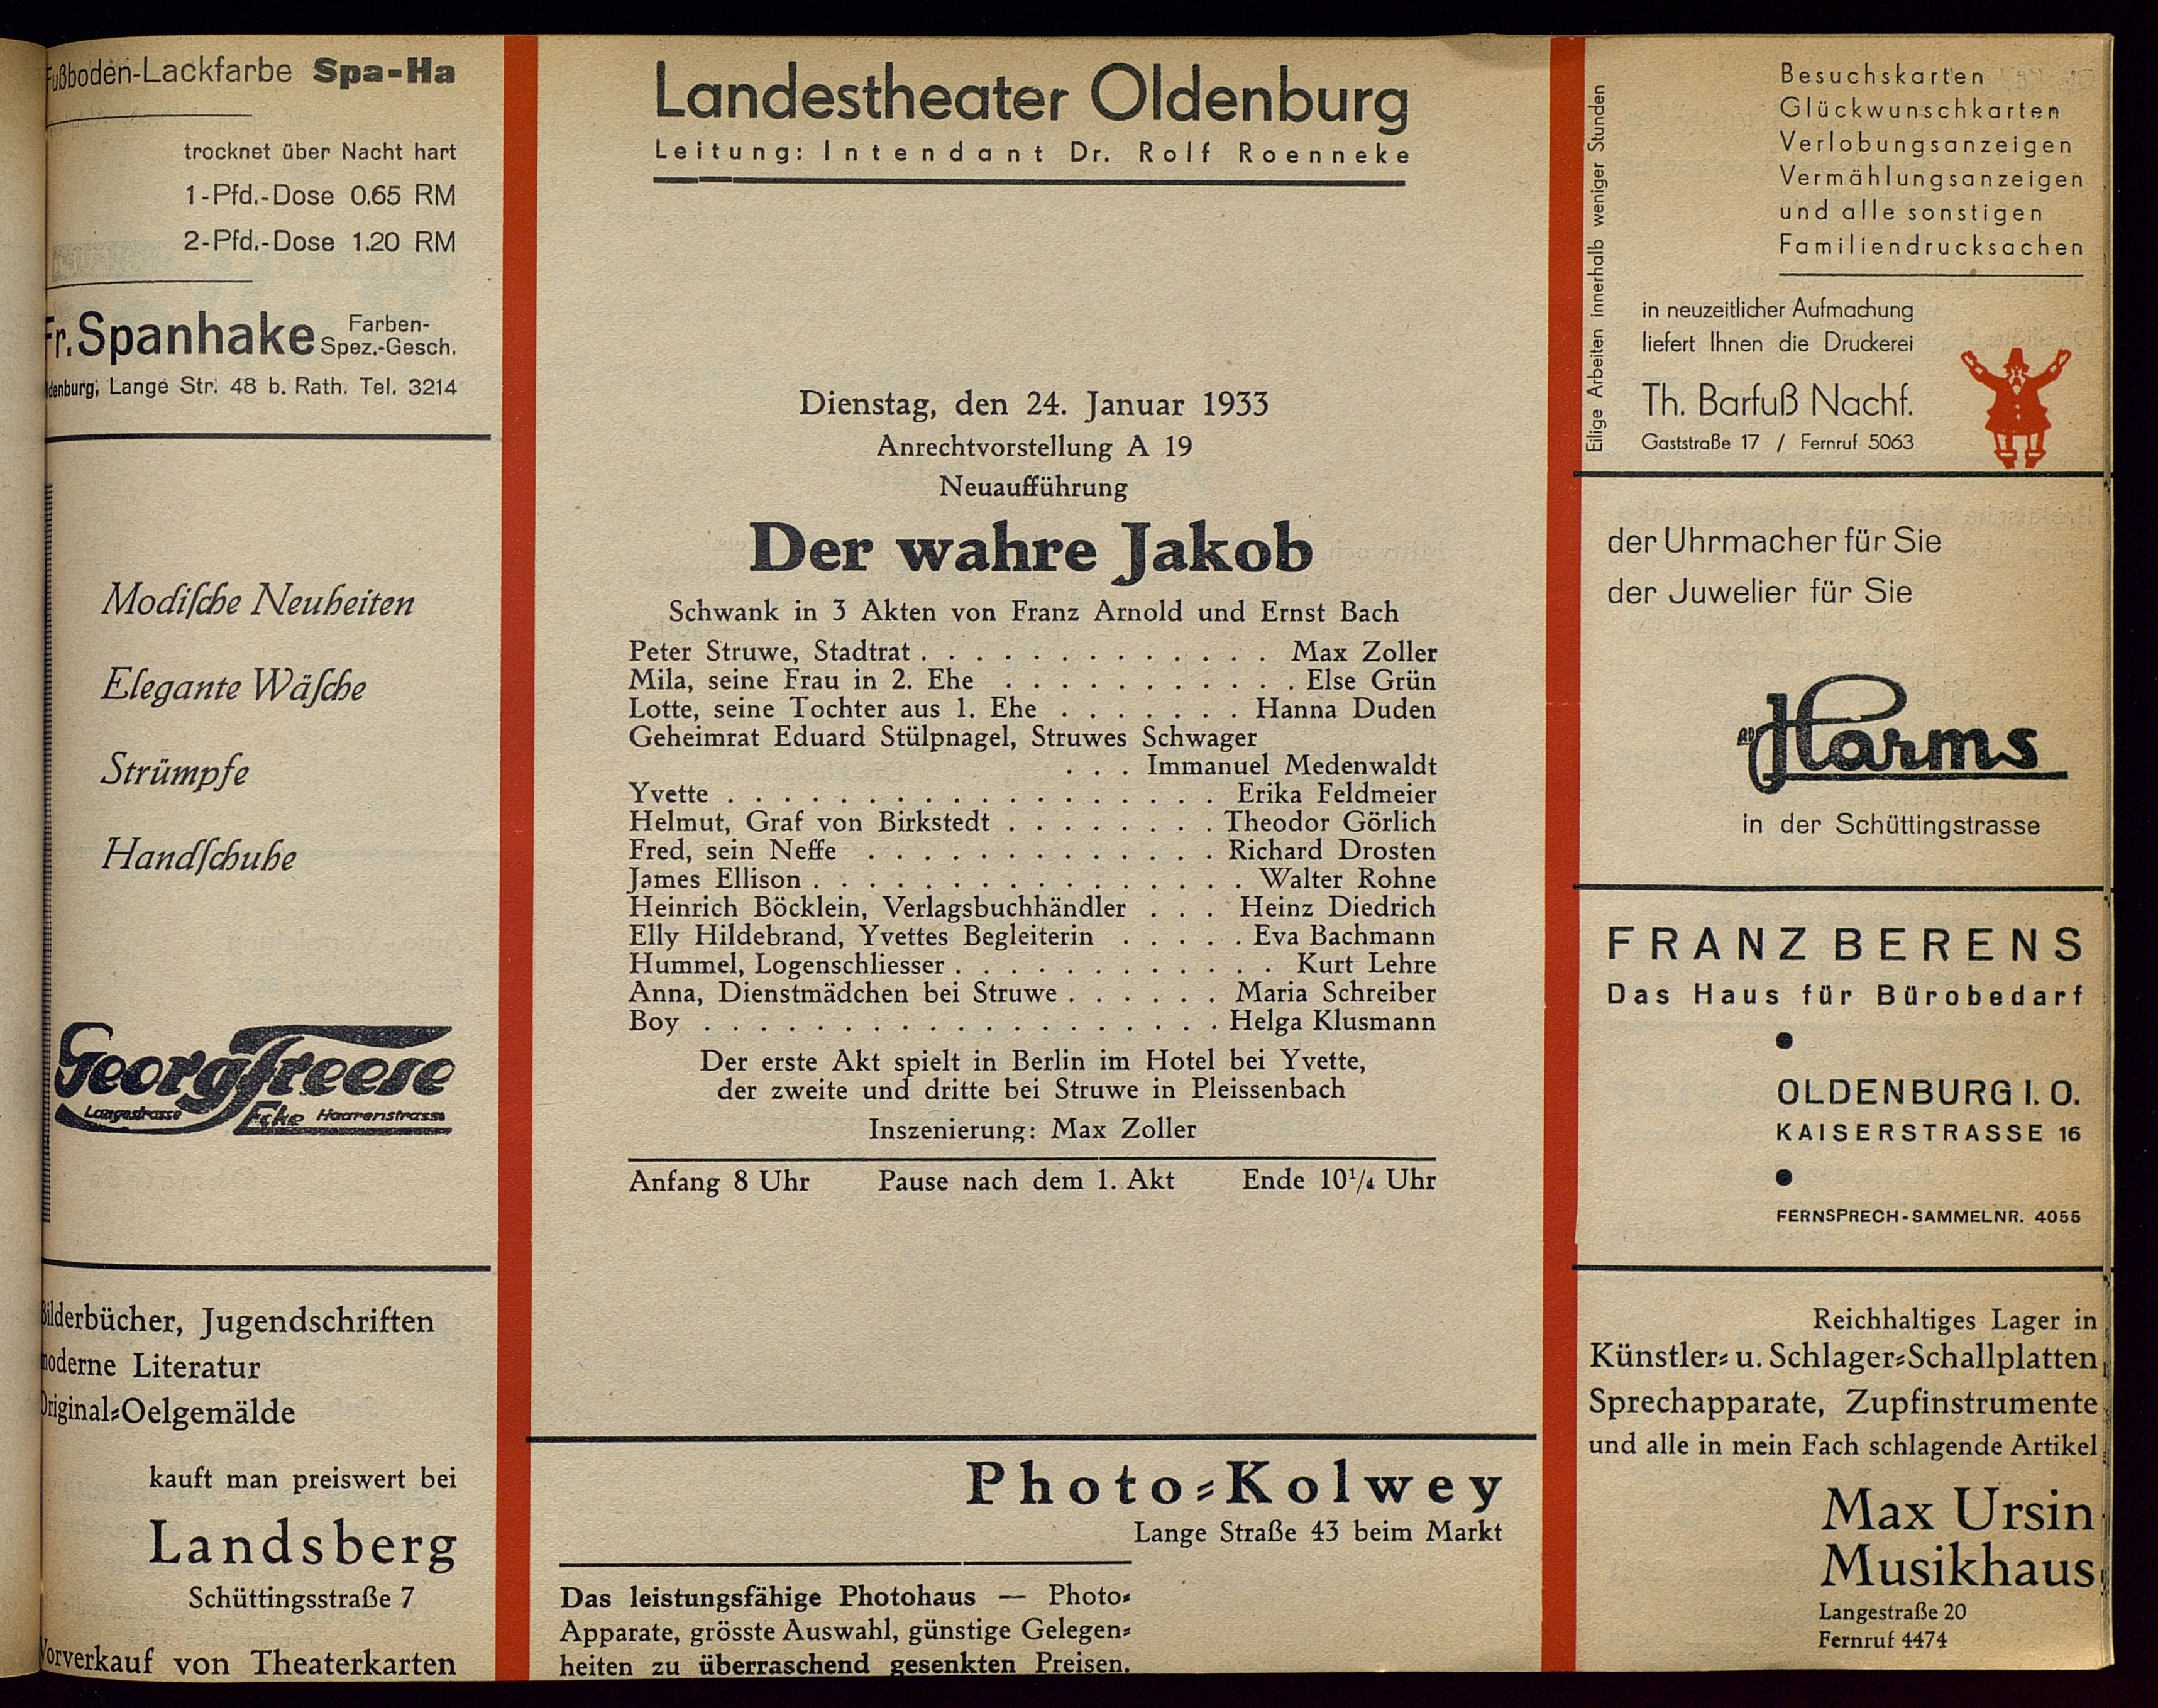 Fußboden-Lackfarbe Spa-Ha
trocknet über Nacht hart
1-Pfd.-Dose 0.65 RM
2-Pfd.-Dose 1.20 RM
Fr. Spanhake Farben-
Spez.-Gesch.
Oldenburg, Lange Str. 48 b. Rath. Tel. 3214
Modische Neuheiten
Elegante Wäsche
Strümpfe
Handschuhe
Georg Freese
Langestrasse Ecke Haarenstrasse
Bilderbücher, Jugendschriften
moderne Literatur
Original-Oelgemälde
kauft man preiswert bei
Landsberg
Schüttingsstraße 7
Vorverkauf von Theaterkarten
Landestheater Oldenburg
Leitung: Intendant Dr. Rolf Roenneke
Dienstag, den 24. Januar 1933
Anrechtvorstellung A 19
Neuaufführung
Der wahre Jakob
Schwank in 3 Akten von Franz Arnold und Ernst Bach
Peter Struwe, Stadtrat . . . . . . . . . . . . . Max Zoller
Mila, seine Frau in 2. Ehe . . . . . . . . . . . Else Grün
Lotte, seine Tochter aus 1. Ehe . . . . . . . Hanna Duden
Geheimrat Eduard Stülpnagel, Struwes Schwager
. . . Immanuel Medenwaldt
Yvette . . . . . . . . . . . . . . . . . . Erika Feldmeier
Helmut, Graf von Birkstedt . . . . . . . . Theodor Görlich
Fred, sein Neffe . . . . . . . . . . . . . Richard Drosten
James Ellison . . . . . . . . . . . . . . . . Walter Rohne
Heinrich Böcklein, Verlagsbuchhändler . . . Heinz Diedrich
Elly Hildebrand, Yvettes Begleiterin . . . . . Eva Bachmann
Hummel, Logenschliesser . . . . . . . . . . . . Kurt Lehre
Anna, Dienstmädchen bei Struwe . . . . . . Maria Schreiber
Boy . . . . . . . . . . . . . . . . . . . Helga Klusmann
Der erste Akt spielt in Berlin im Hotel bei Yvette,
der zweite und dritte bei Struwe in Pleissenbach
Inszenierung: Max Zoller
Anfang 8 Uhr Pause nach dem 1. Akt Ende 10¼ Uhr
Photo-Kolwey
Lange Straße 43 beim Markt
Das leistungsfähige Photohaus — Photo-
Apparate, grösste Auswahl, günstige Gelegen-
heiten zu überraschend gesenkten Preisen.
Eilige Arbeiten innerhalb weniger Stunden
Besuchskarten
Glückwunschkarten
Verlobungsanzeigen
Vermählungsanzeigen
und alle sonstigen
Familiendrucksachen
in neuzeitlicher Aufmachung
liefert Ihnen die Druckerei
Th. Barfuß Nachf.
Gaststraße 17 / Fernruf 5063
der Uhrmacher für Sie
der Juwelier für Sie
AD Harms
in der Schüttingstrasse
FRANZ BERENS
Das Haus für Bürobedarf
OLDENBURG I. O.
KAISERSTRASSE 16
FERNSPRECH-SAMMELNR. 4055
Reichhaltiges Lager in
Künstler- u. Schlager-Schallplatten
Sprechapparate, Zupfinstrumente
und alle in mein Fach schlagende Artikel
Max Ursin
Musikhaus
Langestraße 20
Fernruf 4474